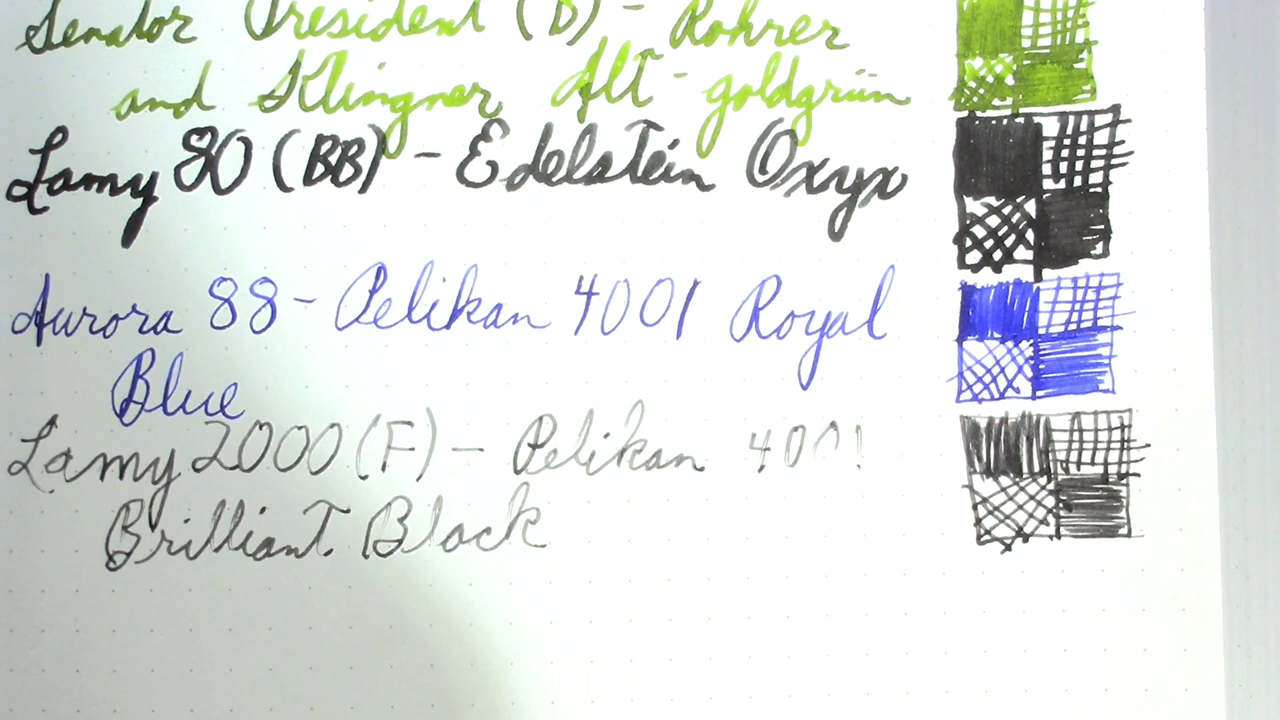 Senator President (B) - Rohrer
and Klingner Alt-goldgrün
Lamy 80 (BB) - Edelstein Oxyx
Aurora 88 - Pelikan 4001 Royal
Blue
Lamy 2000 (F) - Pelikan 4001
Brilliant Black